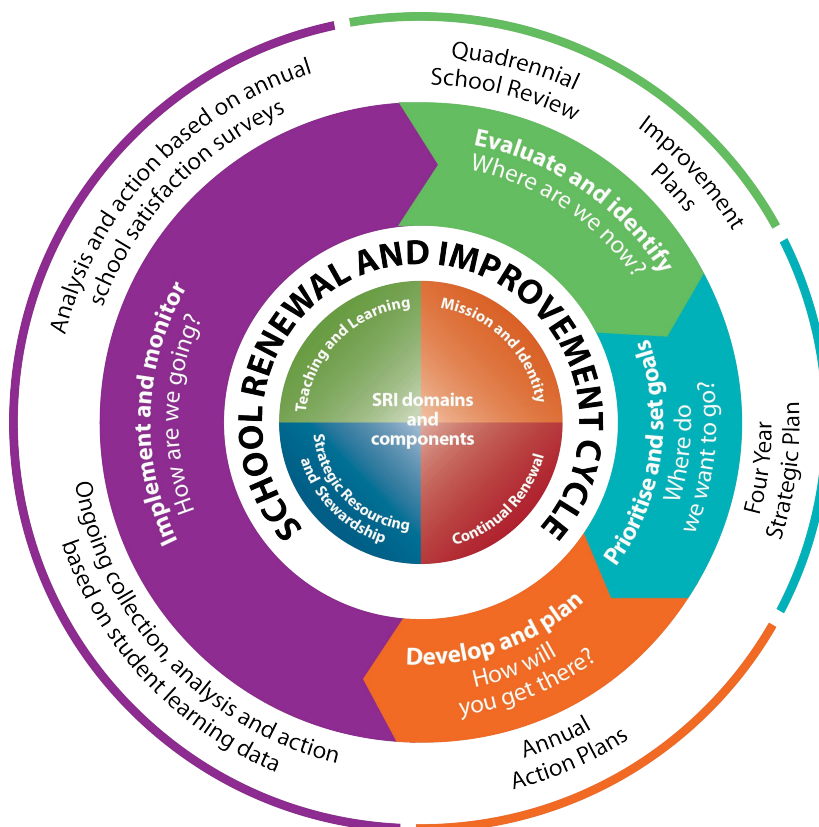 Quadrennial
School Review
Improvement
Plans
Four Year
Strategic Plan
Annual
Action Plans
Ongoing collection, analysis and action
based on student learning data
Analysis and action based on annual
school satisfaction surveys
Evaluate and identify
Where are we now?
Prioritise and set goals
Where do
we want to go?
Develop and plan
How will
you get there?
Implement and monitor
How are we going?
SCHOOL RENEWAL AND IMPROVEMENT CYCLE
Teaching and Learning
Mission and Identity
SRI domains
and
components
Strategic Resourcing
and Stewardship
Continual Renewal